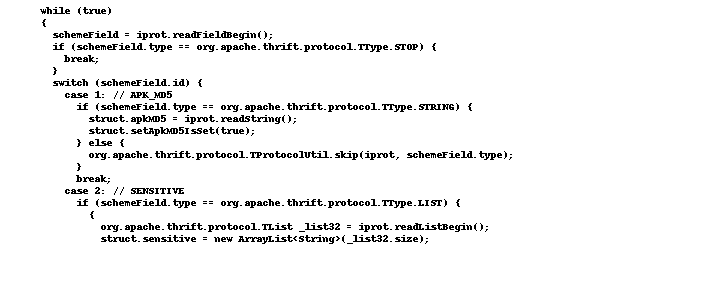 while (true)
{
schemeField = iprot.readFieldBegin();
if (schemeField.type == org.apache.thrift.protocol.TType.STOP) {
break;
}
switch (schemeField.id) {
case 1: // APK_MD5
if (schemeField.type == org.apache.thrift.protocol.TType.STRING) {
struct.apkMD5 = iprot.readString();
struct.setApkMD5IsSet(true);
} else {
org.apache.thrift.protocol.TProtocolUtil.skip(iprot, schemeField.type);
}
break;
case 2: // SENSITIVE
if (schemeField.type == org.apache.thrift.protocol.TType.LIST) {
{
org.apache.thrift.protocol.TList _list32 = iprot.readListBegin();
struct.sensitive = new ArrayList<String>(_list32.size);